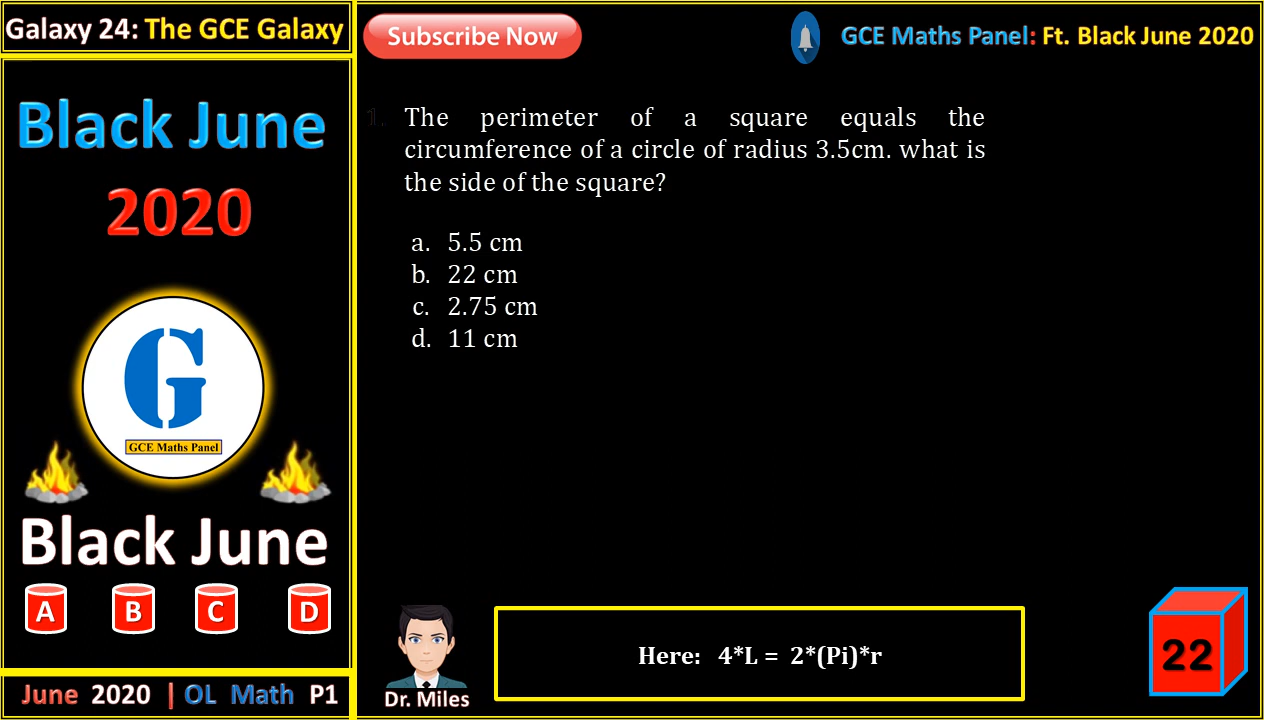 Galaxy 24: The GCE Galaxy
Subscribe Now
GCE Maths Panel: Ft. Black June 2020
Black June
2020
G
GCE Maths Panel
Black June
A B C D
June 2020 | OL Math P1
1. The perimeter of a square equals the
circumference of a circle of radius 3.5cm. what is
the side of the square?
a. 5.5 cm
b. 22 cm
c. 2.75 cm
d. 11 cm
Dr. Miles
Here: 4*L = 2*(Pi)*r
22